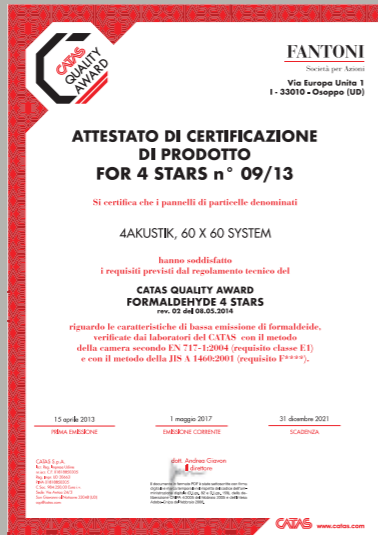 CATAS
QUALITY
AWARD
FANTONI
Società per Azioni
Via Europa Unita 1
I - 33010 - Osoppo (UD)
ATTESTATO DI CERTIFICAZIONE
DI PRODOTTO
FOR 4 STARS n° 09/13
Si certifica che i pannelli di particelle denominati
4AKUSTIK, 60 X 60 SYSTEM
hanno soddisfatto
i requisiti previsti dal regolamento tecnico del
CATAS QUALITY AWARD
FORMALDEHYDE 4 STARS
rev. 02 del 08.05.2014
riguardo le caratteristiche di bassa emissione di formaldeide,
verificate dai laboratori del CATAS con il metodo
della camera secondo EN 717-1:2004 (requisito classe E1)
e con il metodo della JIS A 1460:2001 (requisito F****).
15 aprile 2013
1 maggio 2017
31 dicembre 2021
PRIMA EMISSIONE
EMISSIONE CORRENTE
SCADENZA
CATAS S.p.A.
dott. Andrea Giavon
Il direttore
CATAS www.catas.com